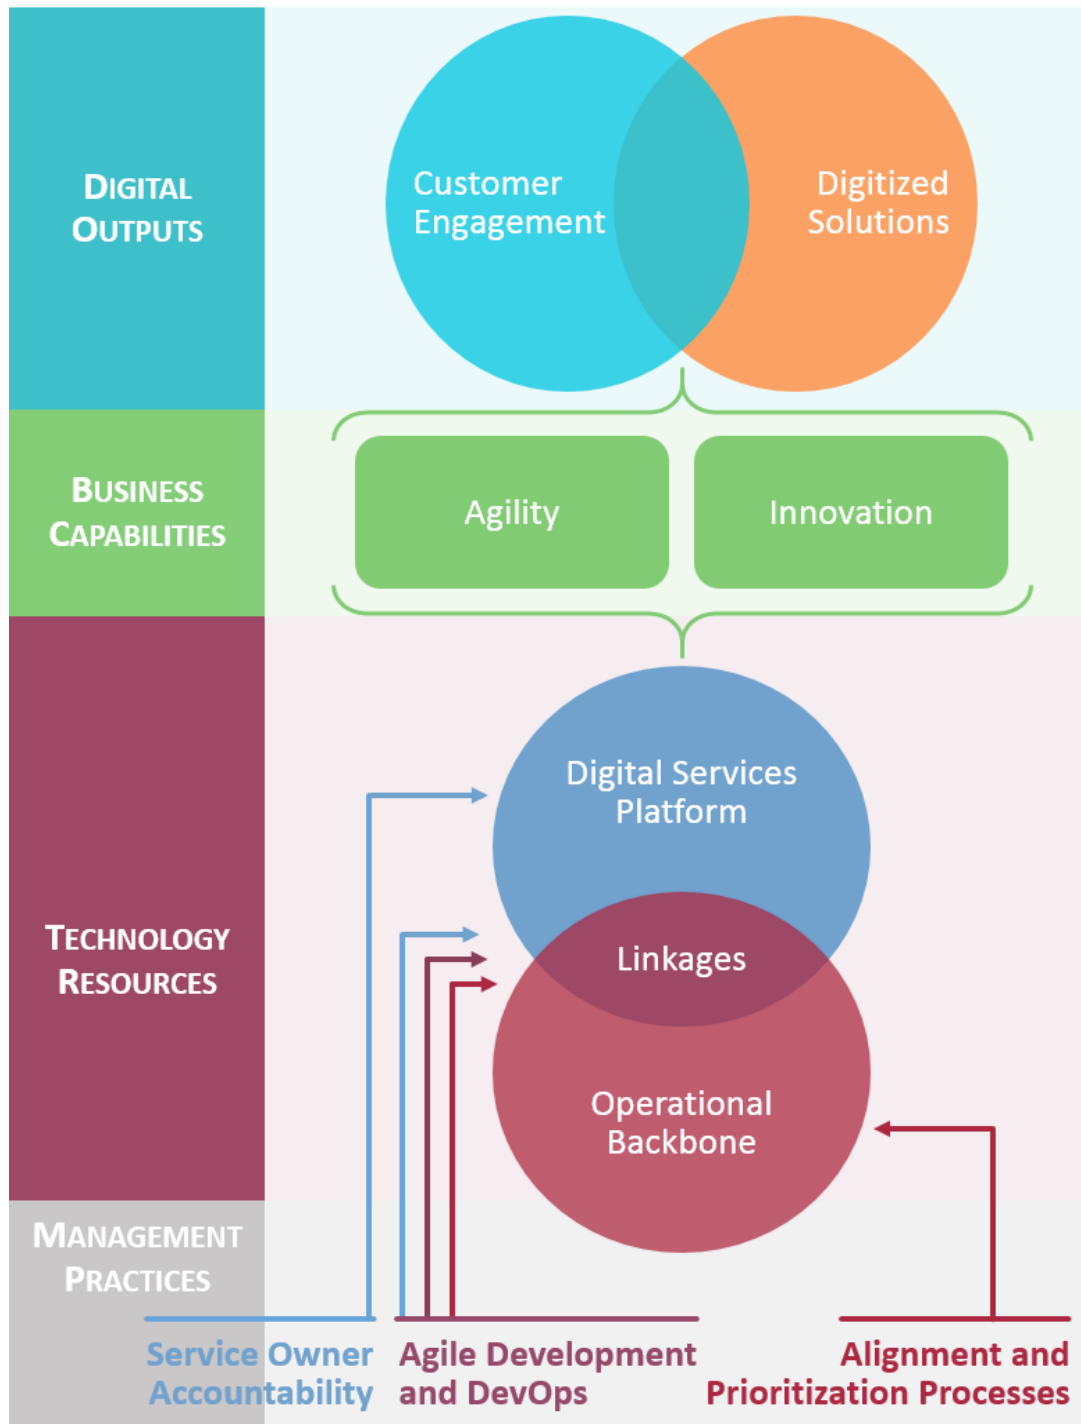 DIGITAL
OUTPUTS
Customer
Engagement
Digitized
Solutions
BUSINESS
CAPABILITIES
Agility
Innovation
TECHNOLOGY
RESOURCES
Digital Services
Platform
Linkages
Operational
Backbone
MANAGEMENT
PRACTICES
Service Owner
Accountability
Agile Development
and DevOps
Alignment and
Prioritization Processes